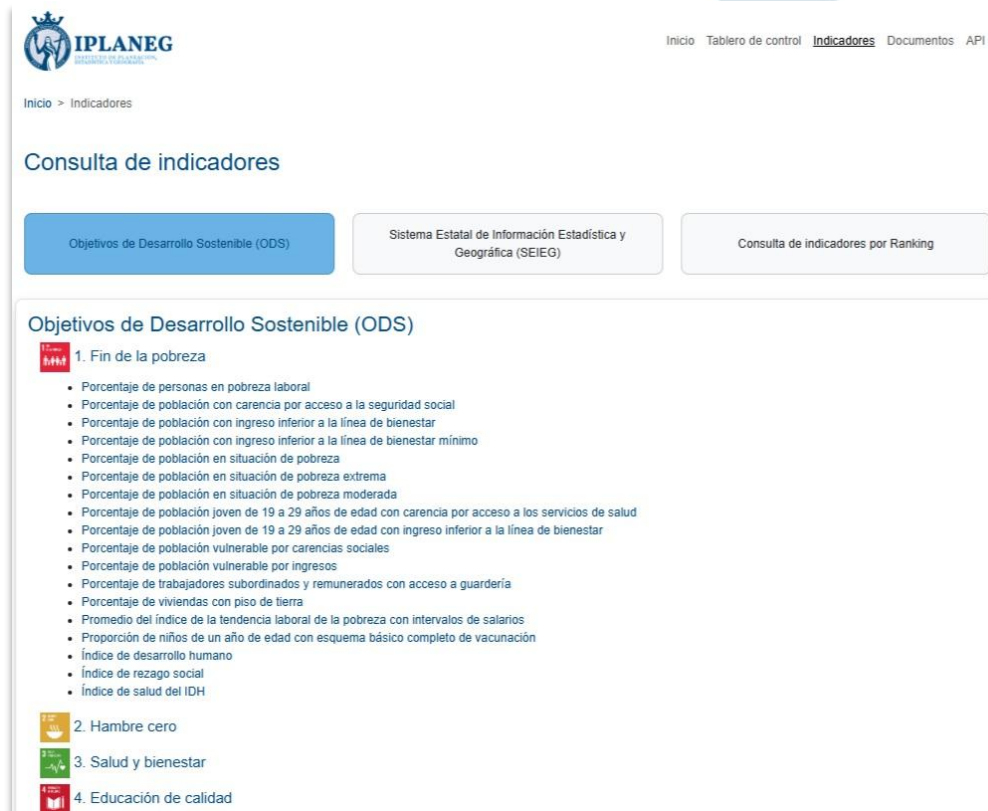 IPLANEG
INSTITUTO DE PLANEACIÓN,
ESTADÍSTICA Y GEOGRAFÍA
Inicio Tablero de control Indicadores Documentos API
Inicio > Indicadores
Consulta de indicadores
Objetivos de Desarrollo Sostenible (ODS)
Sistema Estatal de Información Estadística y
Geográfica (SEIEG)
Consulta de indicadores por Ranking
Objetivos de Desarrollo Sostenible (ODS)
1. Fin de la pobreza
• Porcentaje de personas en pobreza laboral
• Porcentaje de población con carencia por acceso a la seguridad social
• Porcentaje de población con ingreso inferior a la línea de bienestar
• Porcentaje de población con ingreso inferior a la línea de bienestar mínimo
• Porcentaje de población en situación de pobreza
• Porcentaje de población en situación de pobreza extrema
• Porcentaje de población en situación de pobreza moderada
• Porcentaje de población joven de 19 a 29 años de edad con carencia por acceso a los servicios de salud
• Porcentaje de población joven de 19 a 29 años de edad con ingreso inferior a la línea de bienestar
• Porcentaje de población vulnerable por carencias sociales
• Porcentaje de población vulnerable por ingresos
• Porcentaje de trabajadores subordinados y remunerados con acceso a guardería
• Porcentaje de viviendas con piso de tierra
• Promedio del índice de la tendencia laboral de la pobreza con intervalos de salarios
• Proporción de niños de un año de edad con esquema básico completo de vacunación
• Índice de desarrollo humano
• Índice de rezago social
• Índice de salud del IDH
2. Hambre cero
3. Salud y bienestar
4. Educación de calidad